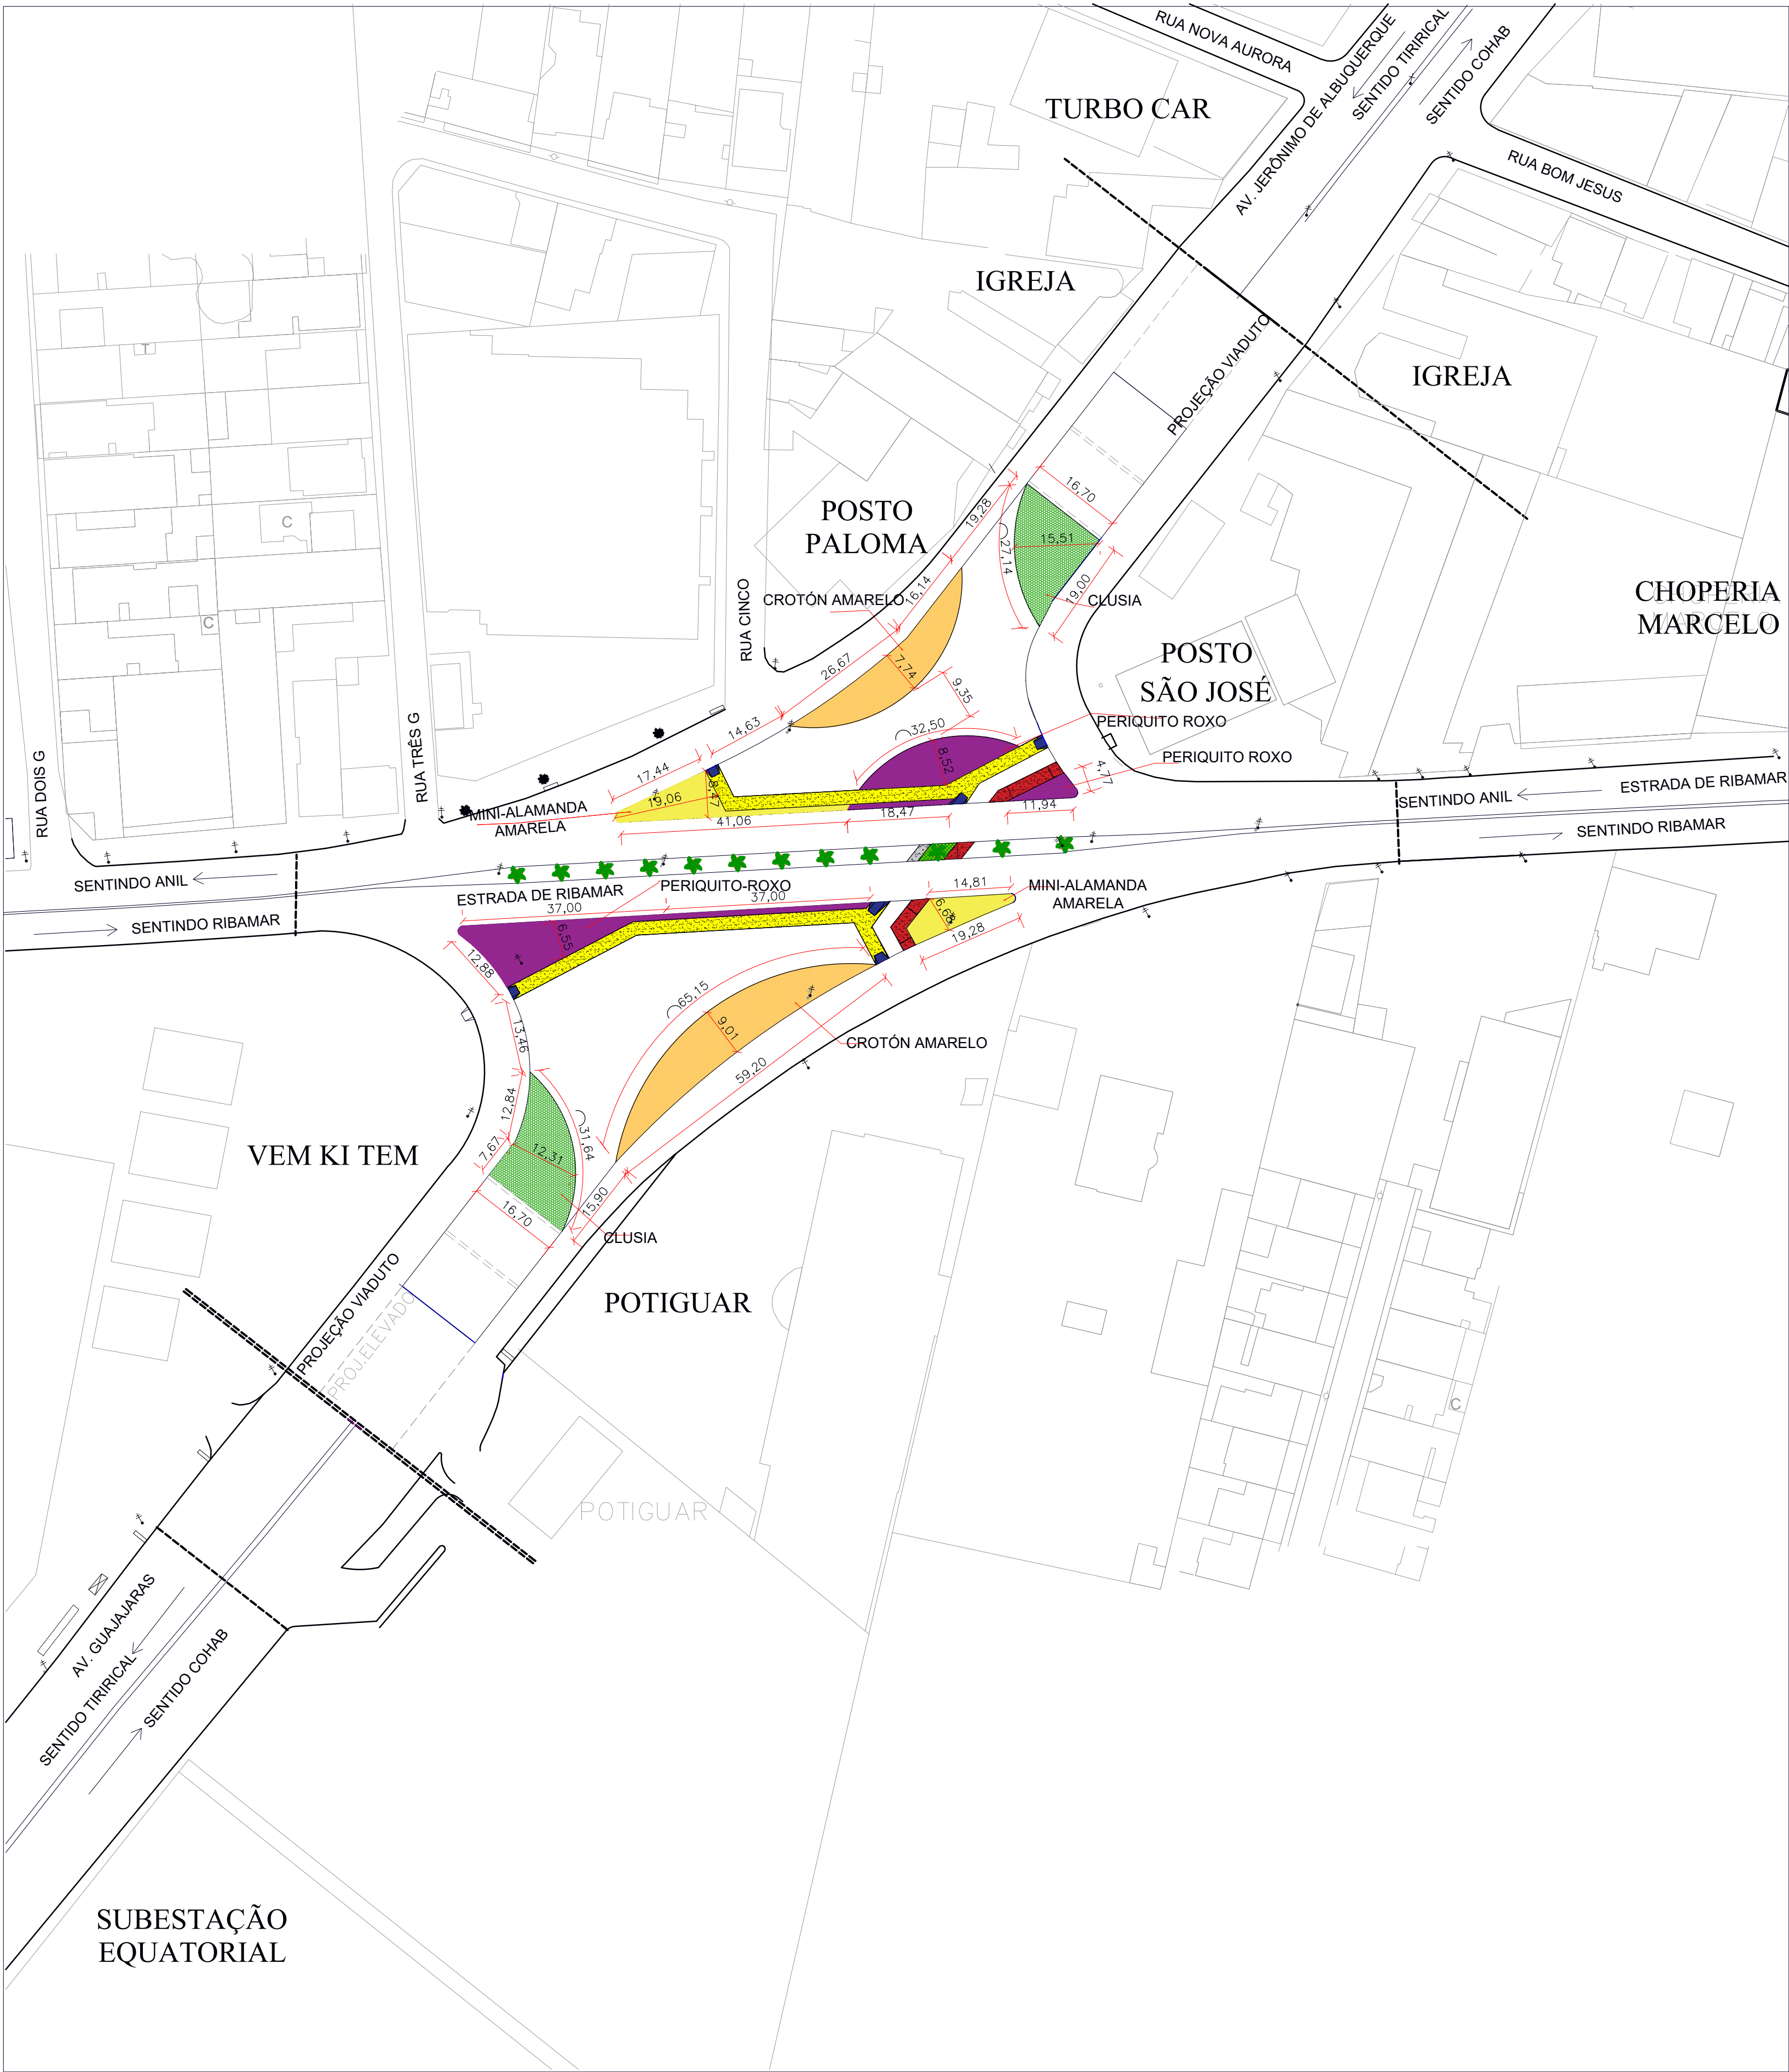 RUA NOVA AURORA
AV. JERÔNIMO DE ALBUQUERQUE
SENTIDO TIRIRICAL
SENTIDO COHAB
TURBO CAR
RUA BOM JESUS
IGREJA
PROJEÇÃO VIADUTO
IGREJA
T
C
C
POSTO
PALOMA
19,28
16,70
15,51
27,14
19,00
16,14
CROTÓN AMARELO
CLUSIA
CHOPERIA
MARCELO
RUA CINCO
26,67
7,74
9,35
POSTO
SÃO JOSÉ
PERIQUITO ROXO
PERIQUITO ROXO
14,63
32,50
8,52
4,77
RUA DOIS G
RUA TRÊS G
17,44
19,06
8,47
MINI-ALAMANDA
AMARELA
41,06
18,47
11,94
SENTINDO ANIL
ESTRADA DE RIBAMAR
SENTINDO RIBAMAR
SENTINDO ANIL
SENTINDO RIBAMAR
ESTRADA DE RIBAMAR
PERIQUITO-ROXO
37,00
37,00
14,81
MINI-ALAMANDA
AMARELA
6,55
6,68
19,28
12,88
13,46
65,15
9,01
CROTÓN AMARELO
59,20
12,84
31,64
7,67
12,31
16,70
15,90
CLUSIA
VEM KI TEM
POTIGUAR
PROJEÇÃO VIADUTO
PROJ.ELEVADO
C
POTIGUAR
AV. GUAJAJARAS
SENTIDO TIRIRICAL
SENTIDO COHAB
SUBESTAÇÃO
EQUATORIAL